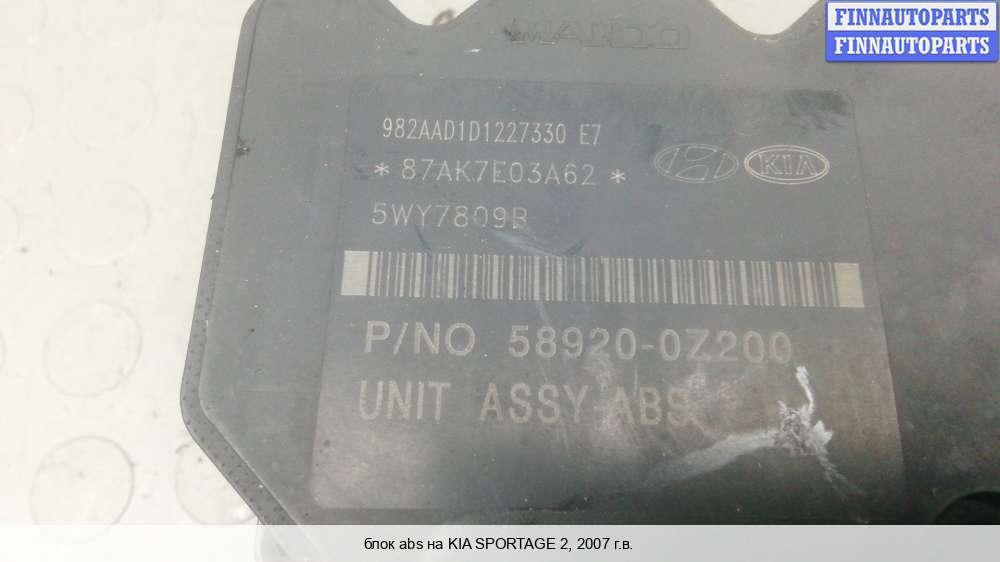 FINNAUTOPARTS
FINNAUTOPARTS
MANDO
982AAD1D1227330 E7
*87AK7E03A62*
KIA
5WY7809B
P/NO 58920-0Z200
UNIT ASSY-ABS
блок abs на KIA SPORTAGE 2, 2007 г.в.